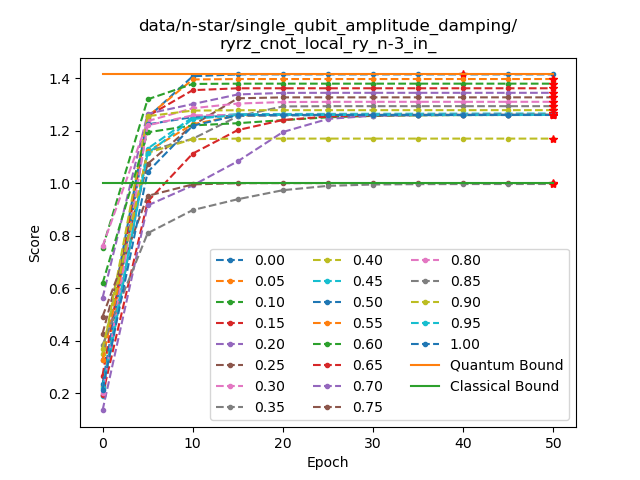 data/n-star/single_qubit_amplitude_damping/
ryrz_cnot_local_ry_n-3_in_
Score
1.4
1.2
1.0
0.8
0.6
0.4
0.2
0.00 0.40 0.80
0.05 0.45 0.85
0.10 0.50 0.90
0.15 0.55 0.95
0.20 0.60 1.00
0.25 0.65 Quantum Bound
0.30 0.70 Classical Bound
0.35 0.75
0 10 20 30 40 50
Epoch